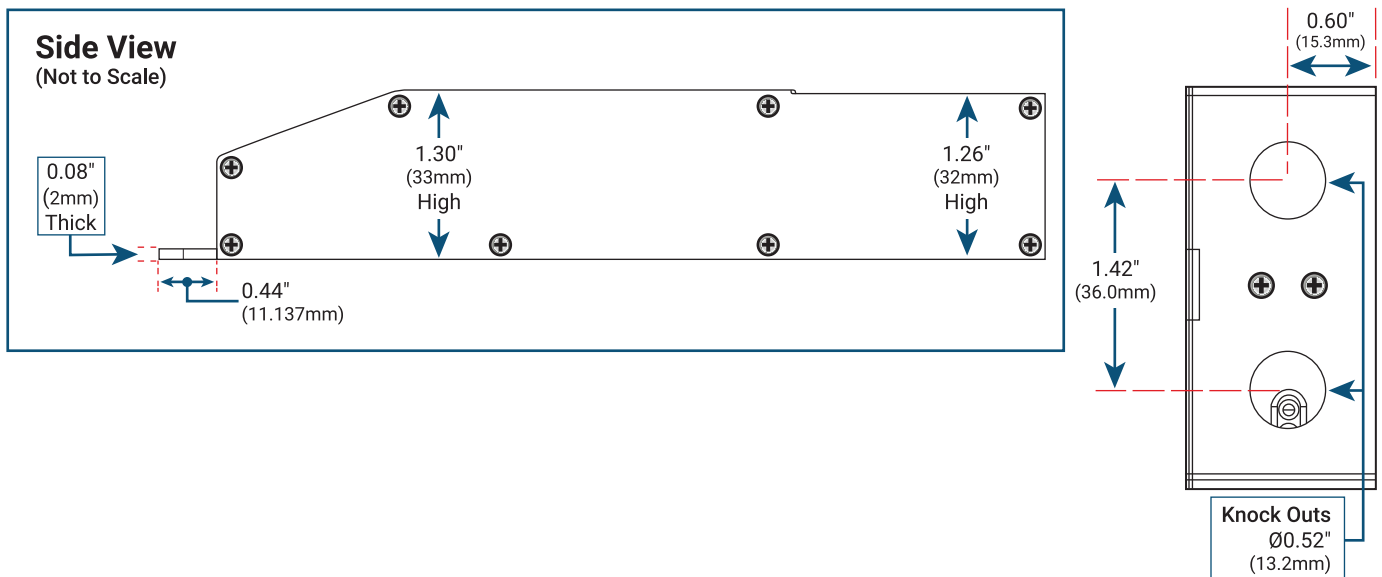 Side View
(Not to Scale)
0.08"
(2mm)
Thick
1.30"
(33mm)
High
1.26"
(32mm)
High
0.44"
(11.137mm)
0.60"
(15.3mm)
1.42"
(36.0mm)
Knock Outs
Ø0.52"
(13.2mm)